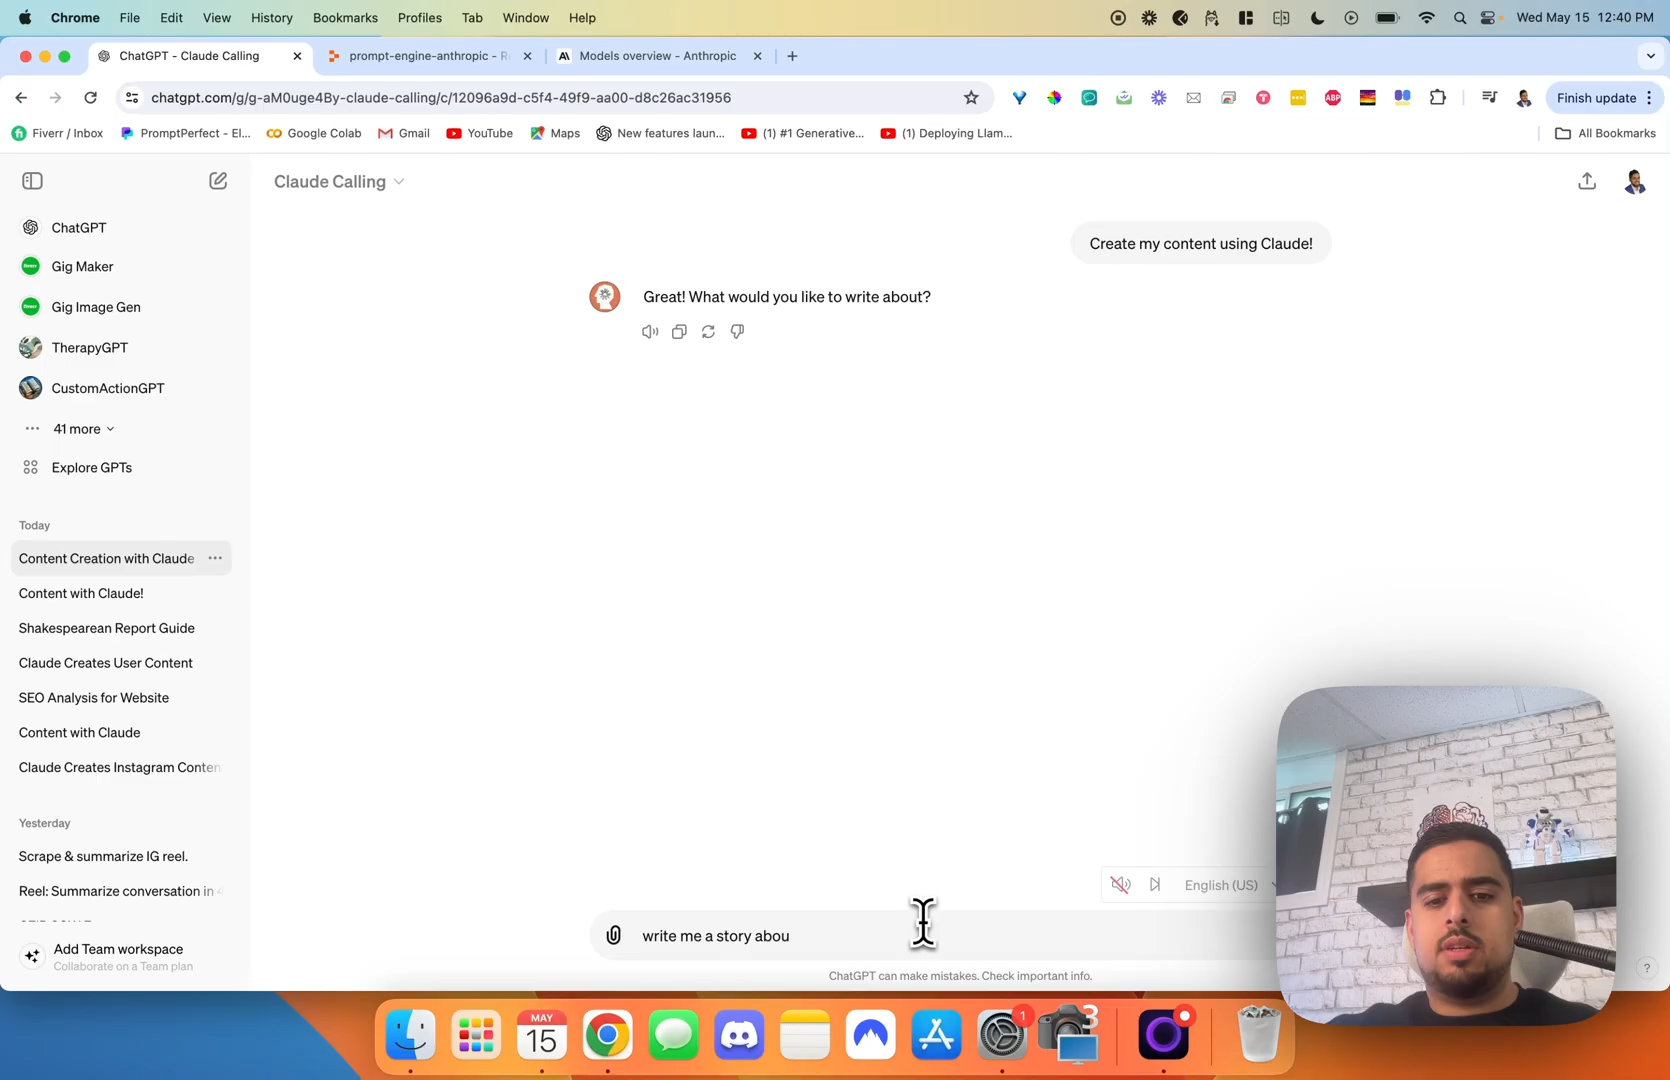 Chrome File Edit View History Bookmarks Profiles Tab Window Help
Wed May 15 12:40 PM
ChatGPT - Claude Calling
prompt-engine-anthropic - R
Models overview - Anthropic
chatgpt.com/g/g-aM0uge4By-claude-calling/c/12096a9d-c5f4-49f9-aa00-d8c26ac31956
ABP
Finish update
Fiverr / Inbox
PromptPerfect - El...
Google Colab
Gmail
YouTube
Maps
New features laun...
(1) #1 Generative...
(1) Deploying Llam...
All Bookmarks
Claude Calling
ChatGPT
Gig Maker
Gig Image Gen
TherapyGPT
CustomActionGPT
41 more
Explore GPTs
Today
Content Creation with Claude
Content with Claude!
Shakespearean Report Guide
Claude Creates User Content
SEO Analysis for Website
Content with Claude
Claude Creates Instagram Conten
Yesterday
Scrape & summarize IG reel.
Reel: Summarize conversation in
Add Team workspace
Collaborate on a Team plan
Create my content using Claude!
Great! What would you like to write about?
English (US)
write me a story abou
ChatGPT can make mistakes. Check important info.
?
MAY
15
1
3